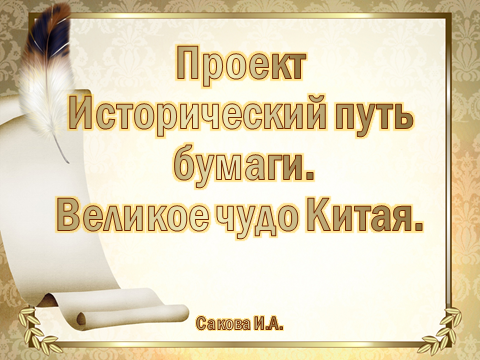 Проект
Исторический путь
бумаги.
Великое чудо Китая.
Сакова И.А.